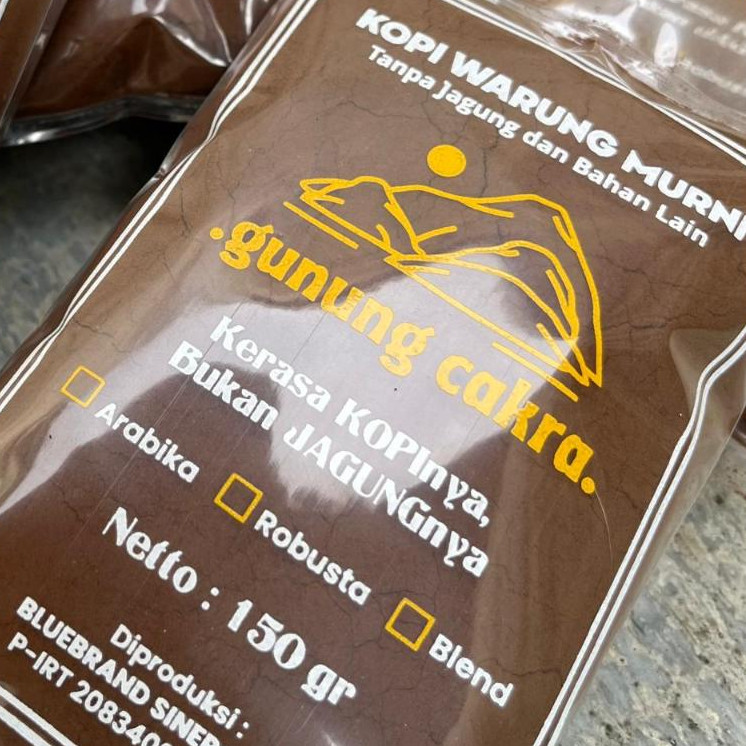 KOPI WARUNG MURNI
Tanpa Jagung dan Bahan Lain
.gunung cakra.
Kerasa KOPInya,
Bukan JAGUNGnya
Arabika
Robusta
Blend
Netto : 150 gr
Diproduksi :
BLUEBRAND
P-IRT